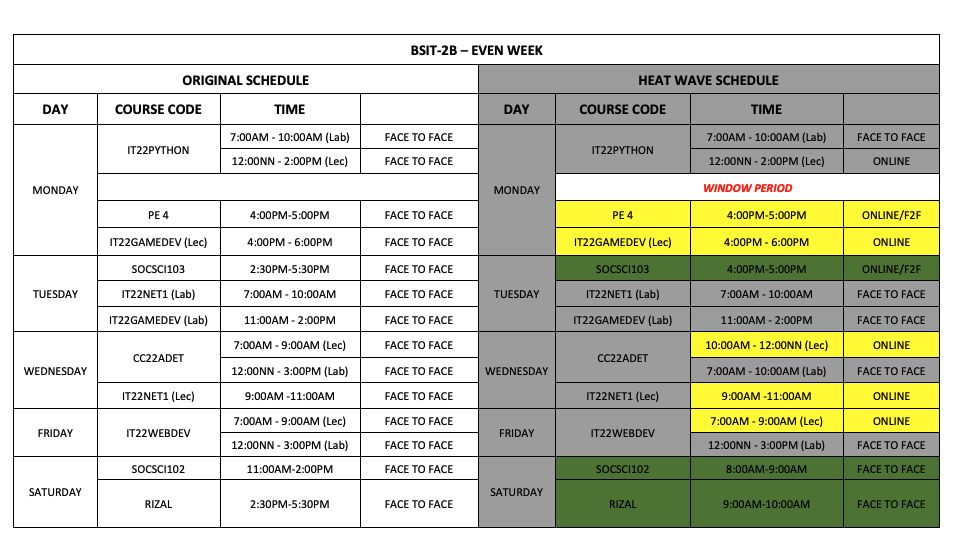 BSIT-2B – EVEN WEEK
ORIGINAL SCHEDULE HEAT WAVE SCHEDULE
DAY COURSE CODE TIME DAY COURSE CODE TIME
MONDAY IT22PYTHON 7:00AM - 10:00AM (Lab) FACE TO FACE MONDAY IT22PYTHON 7:00AM - 10:00AM (Lab) FACE TO FACE
12:00NN - 2:00PM (Lec) FACE TO FACE 12:00NN - 2:00PM (Lec) ONLINE
WINDOW PERIOD
PE 4 4:00PM-5:00PM FACE TO FACE PE 4 4:00PM-5:00PM ONLINE/F2F
IT22GAMEDEV (Lec) 4:00PM - 6:00PM FACE TO FACE IT22GAMEDEV (Lec) 4:00PM - 6:00PM ONLINE
TUESDAY SOCSCI103 2:30PM-5:30PM FACE TO FACE TUESDAY SOCSCI103 4:00PM-5:00PM ONLINE/F2F
IT22NET1 (Lab) 7:00AM - 10:00AM FACE TO FACE IT22NET1 (Lab) 7:00AM - 10:00AM FACE TO FACE
IT22GAMEDEV (Lab) 11:00AM - 2:00PM FACE TO FACE IT22GAMEDEV (Lab) 11:00AM - 2:00PM FACE TO FACE
WEDNESDAY CC22ADET 7:00AM - 9:00AM (Lec) FACE TO FACE WEDNESDAY CC22ADET 10:00AM - 12:00NN (Lec) ONLINE
12:00NN - 3:00PM (Lab) FACE TO FACE 7:00AM - 10:00AM (Lab) FACE TO FACE
IT22NET1 (Lec) 9:00AM -11:00AM FACE TO FACE IT22NET1 (Lec) 9:00AM -11:00AM ONLINE
FRIDAY IT22WEBDEV 7:00AM - 9:00AM (Lec) FACE TO FACE FRIDAY IT22WEBDEV 7:00AM - 9:00AM (Lec) ONLINE
12:00NN - 3:00PM (Lab) FACE TO FACE 12:00NN - 3:00PM (Lab) FACE TO FACE
SATURDAY SOCSCI102 11:00AM-2:00PM FACE TO FACE SATURDAY SOCSCI102 8:00AM-9:00AM FACE TO FACE
RIZAL 2:30PM-5:30PM FACE TO FACE RIZAL 9:00AM-10:00AM FACE TO FACE